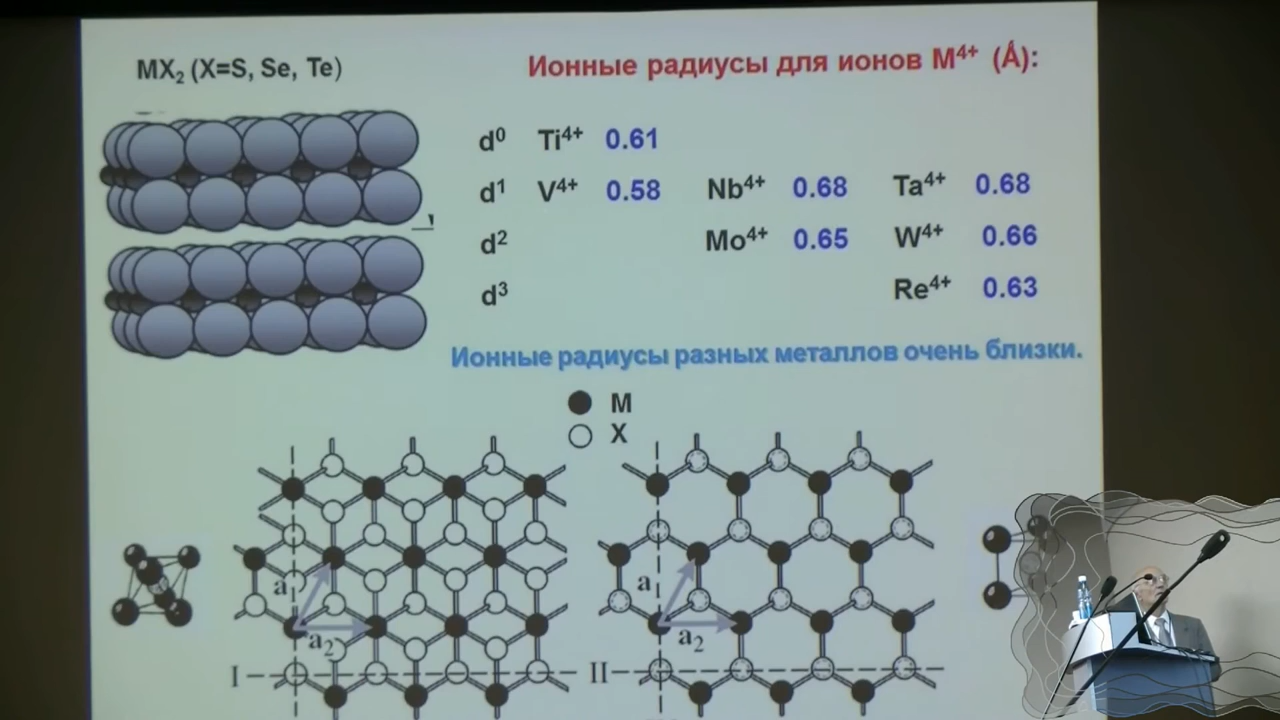 MX₂ (X=S, Se, Te)
Ионные радиусы для ионов M⁴⁺ (Å):
d⁰ Ti⁴⁺ 0.61
d¹ V⁴⁺ 0.58 Nb⁴⁺ 0.68 Ta⁴⁺ 0.68
d² Mo⁴⁺ 0.65 W⁴⁺ 0.66
d³ Re⁴⁺ 0.63
Ионные радиусы разных металлов очень близки.
M
X
a₁
a₂
I
a₁
a₂
II